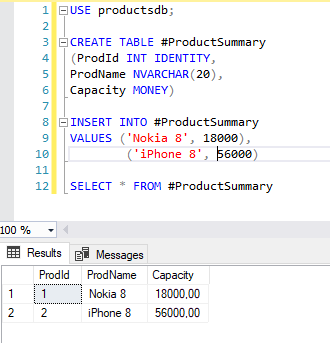 1 USE productsdb;
2
3 CREATE TABLE #ProductSummary
4 (ProdId INT IDENTITY,
5 ProdName NVARCHAR(20),
6 Capacity MONEY)
7
8 INSERT INTO #ProductSummary
9 VALUES ('Nokia 8', 18000),
10 ('iPhone 8', 56000)
11
12 SELECT * FROM #ProductSummary
100 %
Results Messages
ProdId ProdName Capacity
1 1 Nokia 8 18000,00
2 2 iPhone 8 56000,00